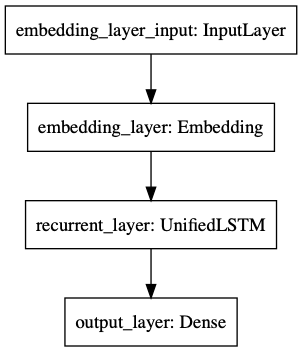 embedding_layer_input: InputLayer
embedding_layer: Embedding
recurrent_layer: UnifiedLSTM
output_layer: Dense